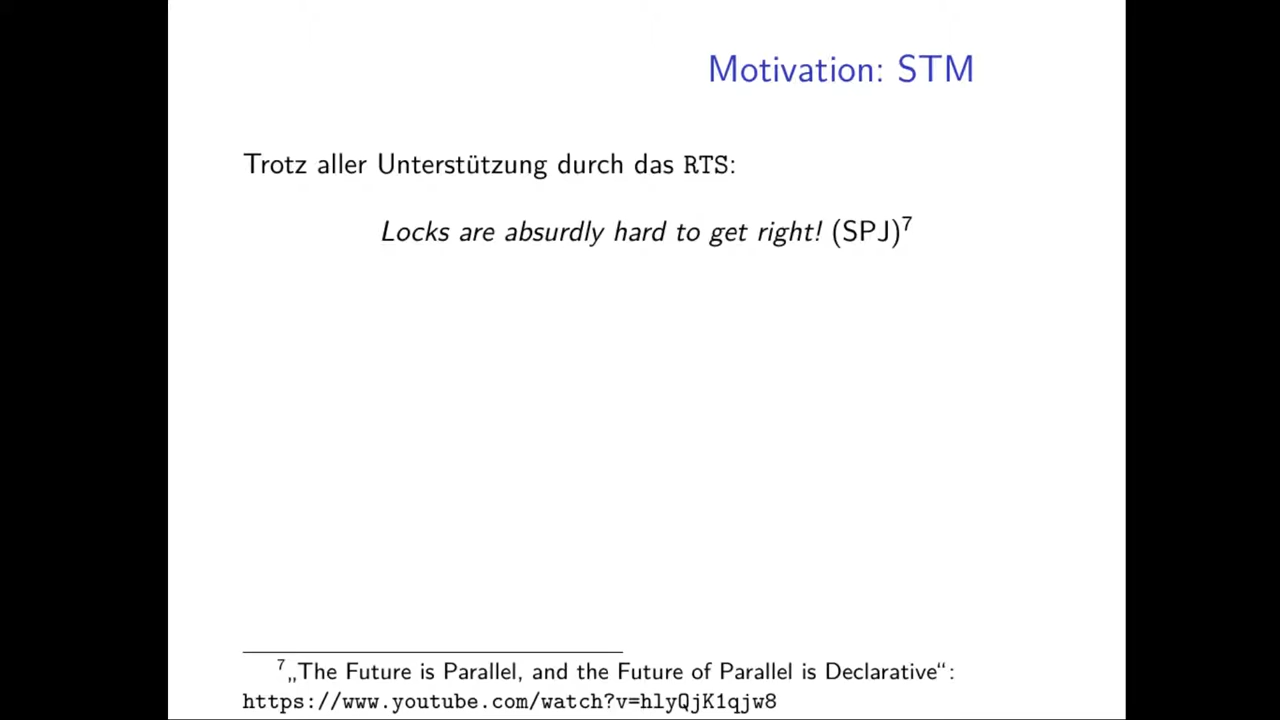 Motivation: STM
Trotz aller Unterstützung durch das RTS:
Locks are absurdly hard to get right! (SPJ)⁷
⁷„The Future is Parallel, and the Future of Parallel is Declarative“:
https://www.youtube.com/watch?v=hlyQjK1qjw8